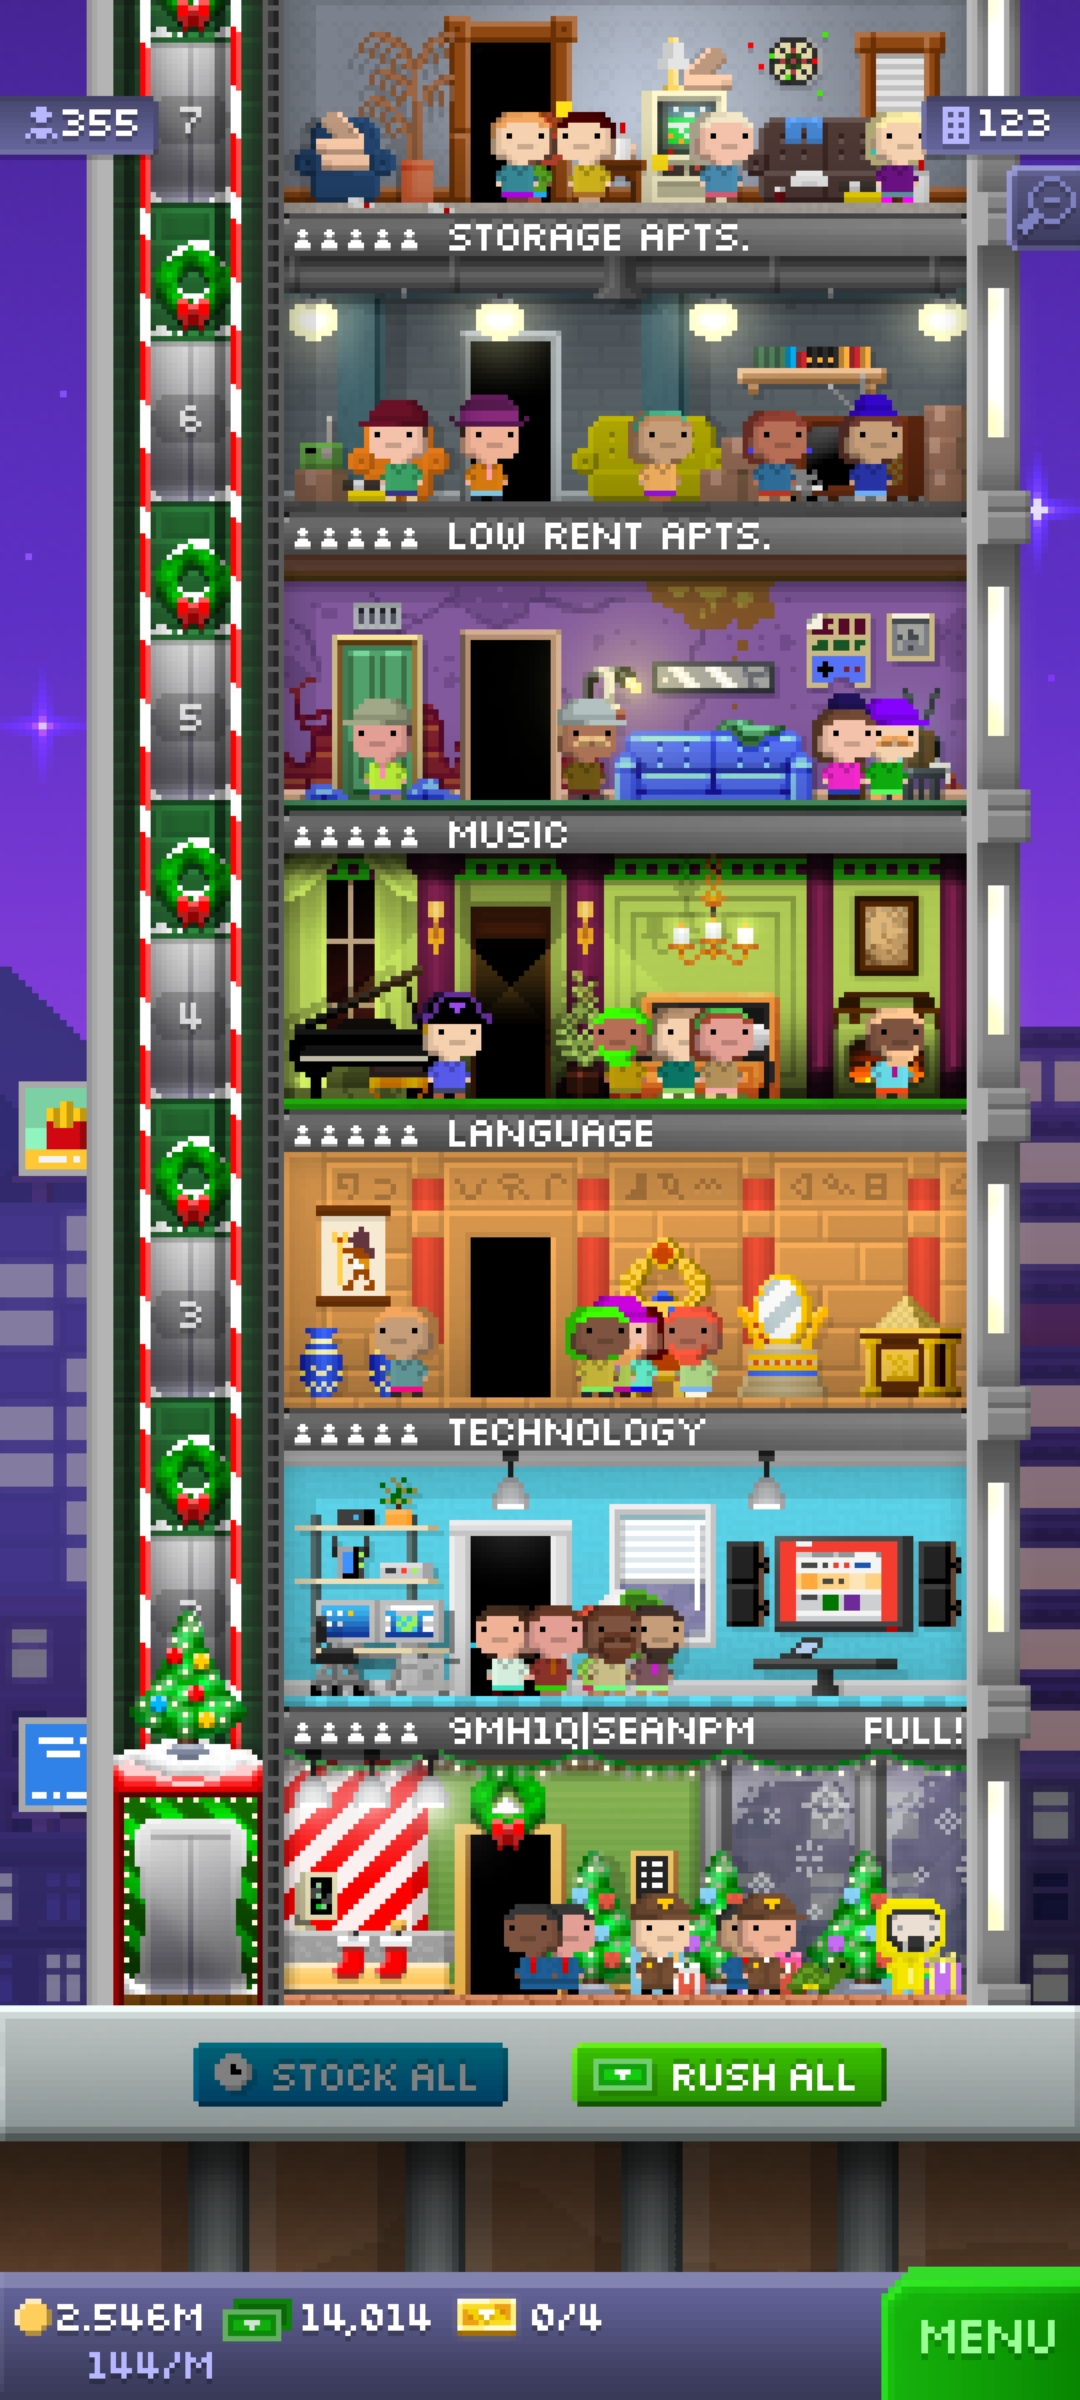 7
355
123
STORAGE APTS.
6
LOW RENT APTS.
5
MUSIC
4
LANGUAGE
3
TECHNOLOGY
9MH1Q|SEANPM FULL!
STOCK ALL
RUSH ALL
2.546M 14,014 0/4
144/M
MENU